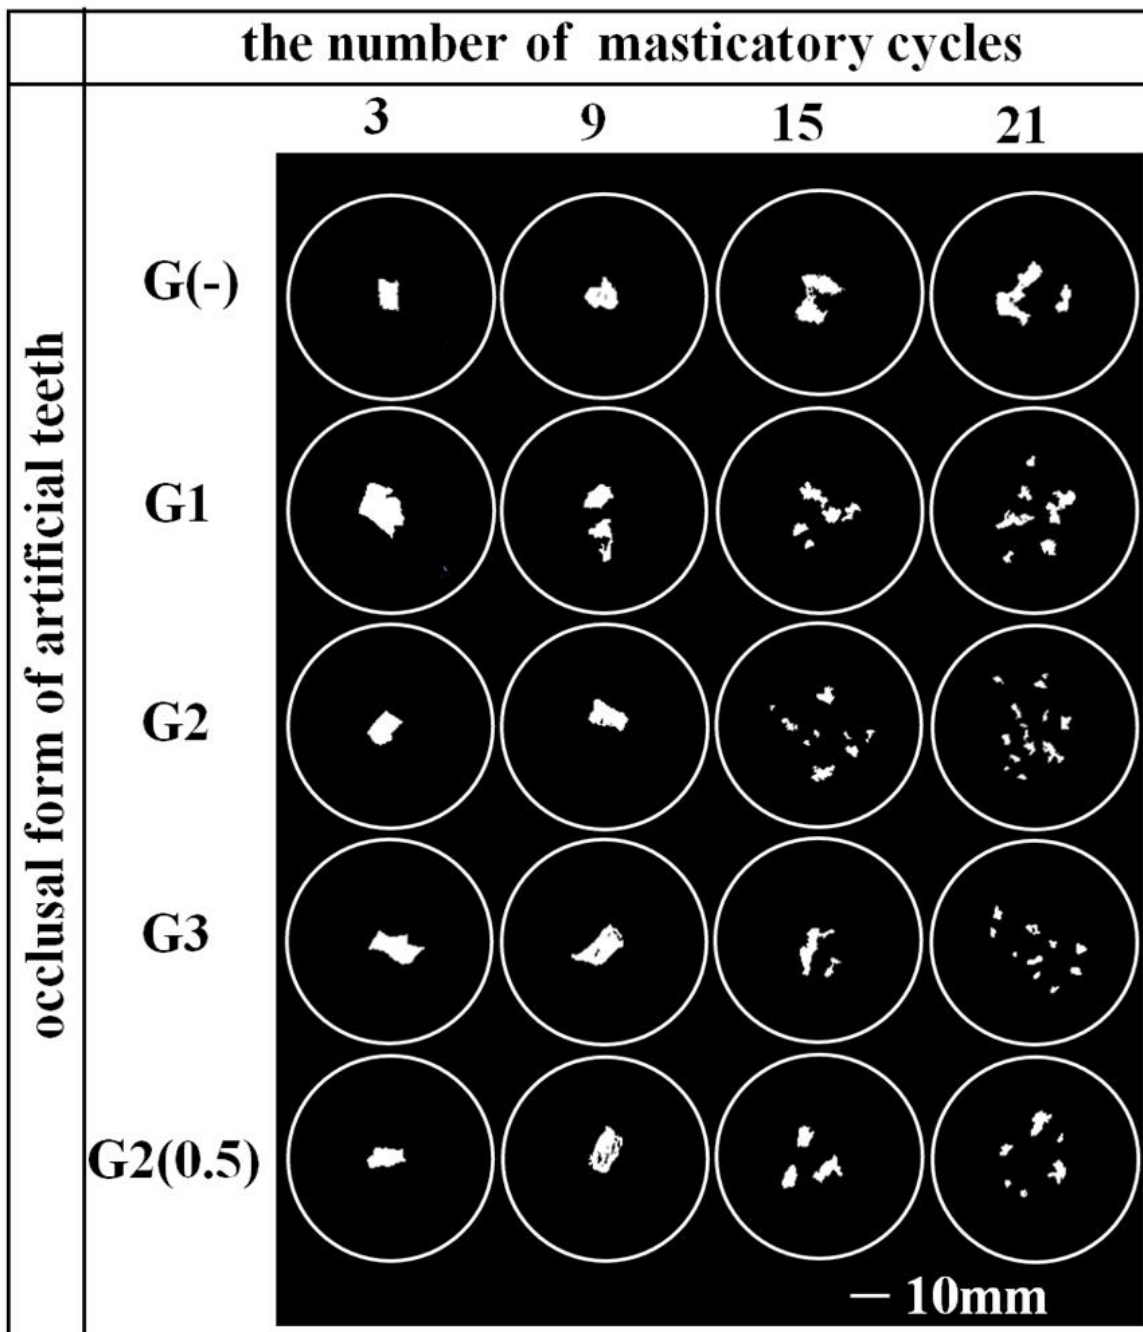 the number of masticatory cycles
3 9 15 21
occlusal form of artificial teeth
G(-)
G1
G2
G3
G2(0.5)
10mm